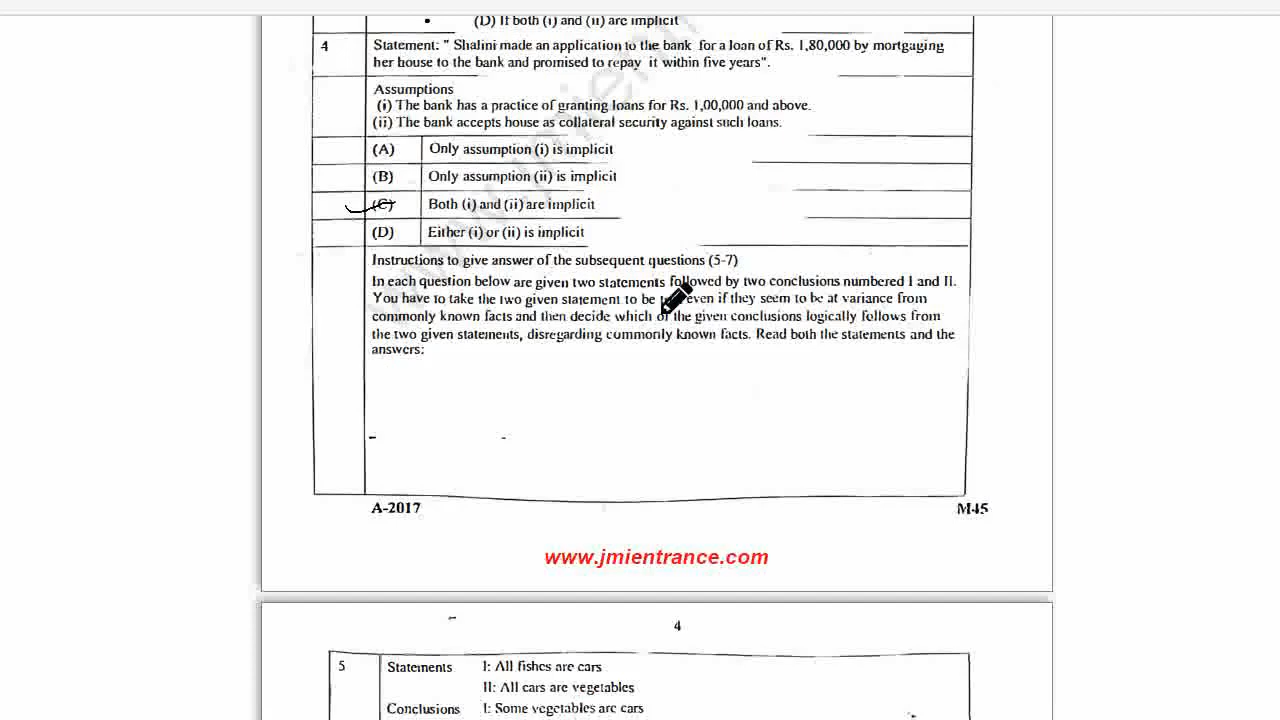 (D) If both (i) and (ii) are implicit
4 Statement: " Shalini made an application to the bank for a loan of Rs. 1,80,000 by mortgaging
her house to the bank and promised to repay it within five years".
Assumptions
(i) The bank has a practice of granting loans for Rs. 1,00,000 and above.
(ii) The bank accepts house as collateral security against such loans.
(A) Only assumption (i) is implicit
(B) Only assumption (ii) is implicit
(C) Both (i) and (ii) are implicit
(D) Either (i) or (ii) is implicit
Instructions to give answer of the subsequent questions (5-7)
In each question below are given two statements followed by two conclusions numbered I and II.
You have to take the two given statement to be even if they seem to be at variance from
commonly known facts and then decide which of the given conclusions logically follows from
the two given statements, disregarding commonly known facts. Read both the statements and the
answers:
A-2017 M45
www.jmientrance.com
4
5 Statements I: All fishes are cars
II: All cars are vegetables
Conclusions I: Some vegetables are cars